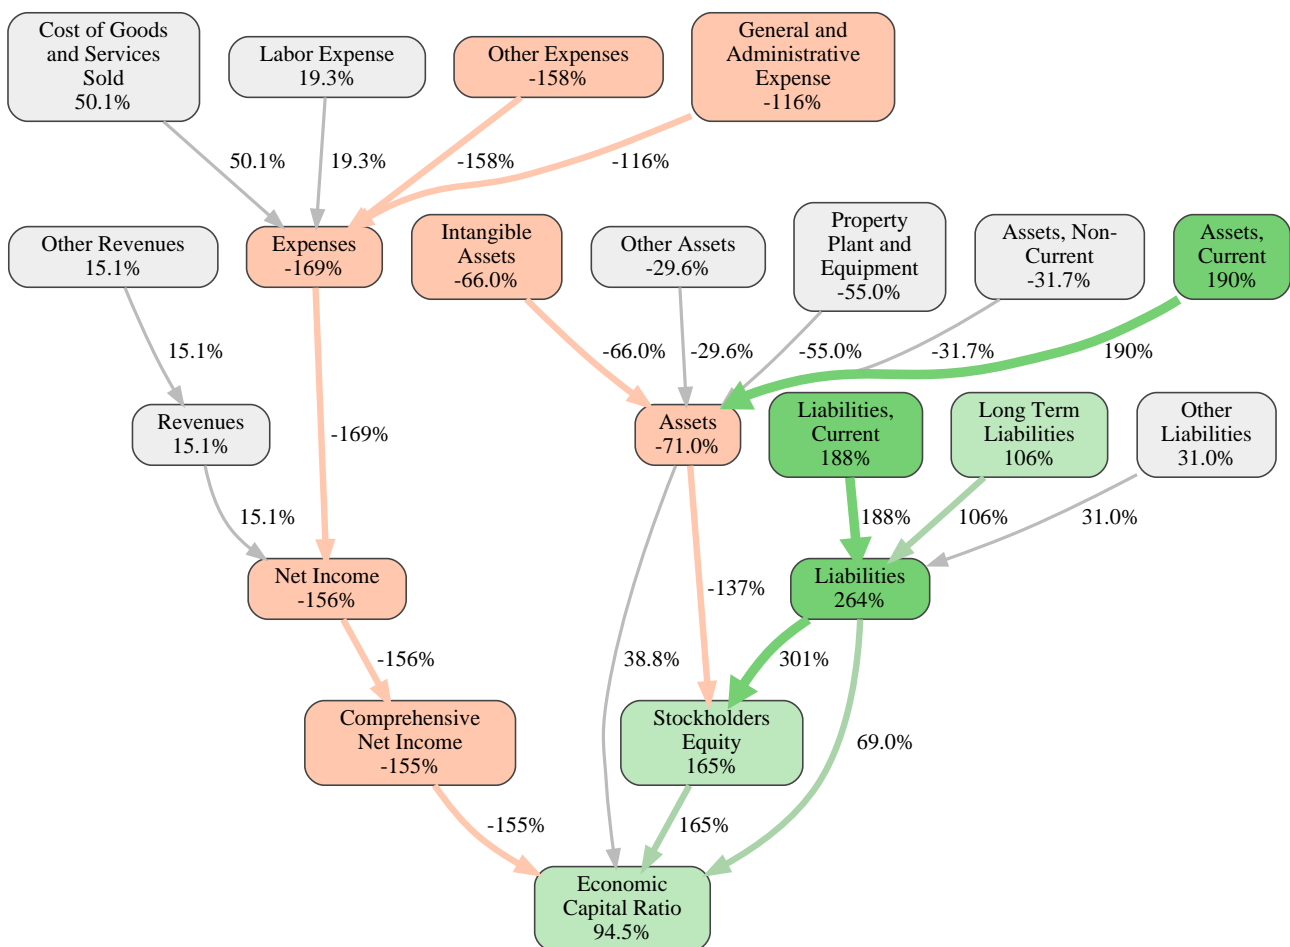 Cost of Goods
and Services
Sold
50.1%
Labor Expense
19.3%
Other Expenses
-158%
General and
Administrative
Expense
-116%
50.1%
19.3%
-158%
-116%
Other Revenues
15.1%
Expenses
-169%
Intangible
Assets
-66.0%
Other Assets
-29.6%
Property
Plant and
Equipment
-55.0%
Assets, Non-
Current
-31.7%
Assets,
Current
190%
15.1%
-66.0%
-29.6%
-55.0%
-31.7%
190%
Revenues
15.1%
-169%
Assets
-71.0%
Liabilities,
Current
188%
Long Term
Liabilities
106%
Other
Liabilities
31.0%
15.1%
188%
106%
31.0%
Net Income
-156%
-137%
Liabilities
264%
-156%
38.8%
301%
Comprehensive
Net Income
-155%
Stockholders
Equity
165%
69.0%
-155%
165%
Economic
Capital Ratio
94.5%